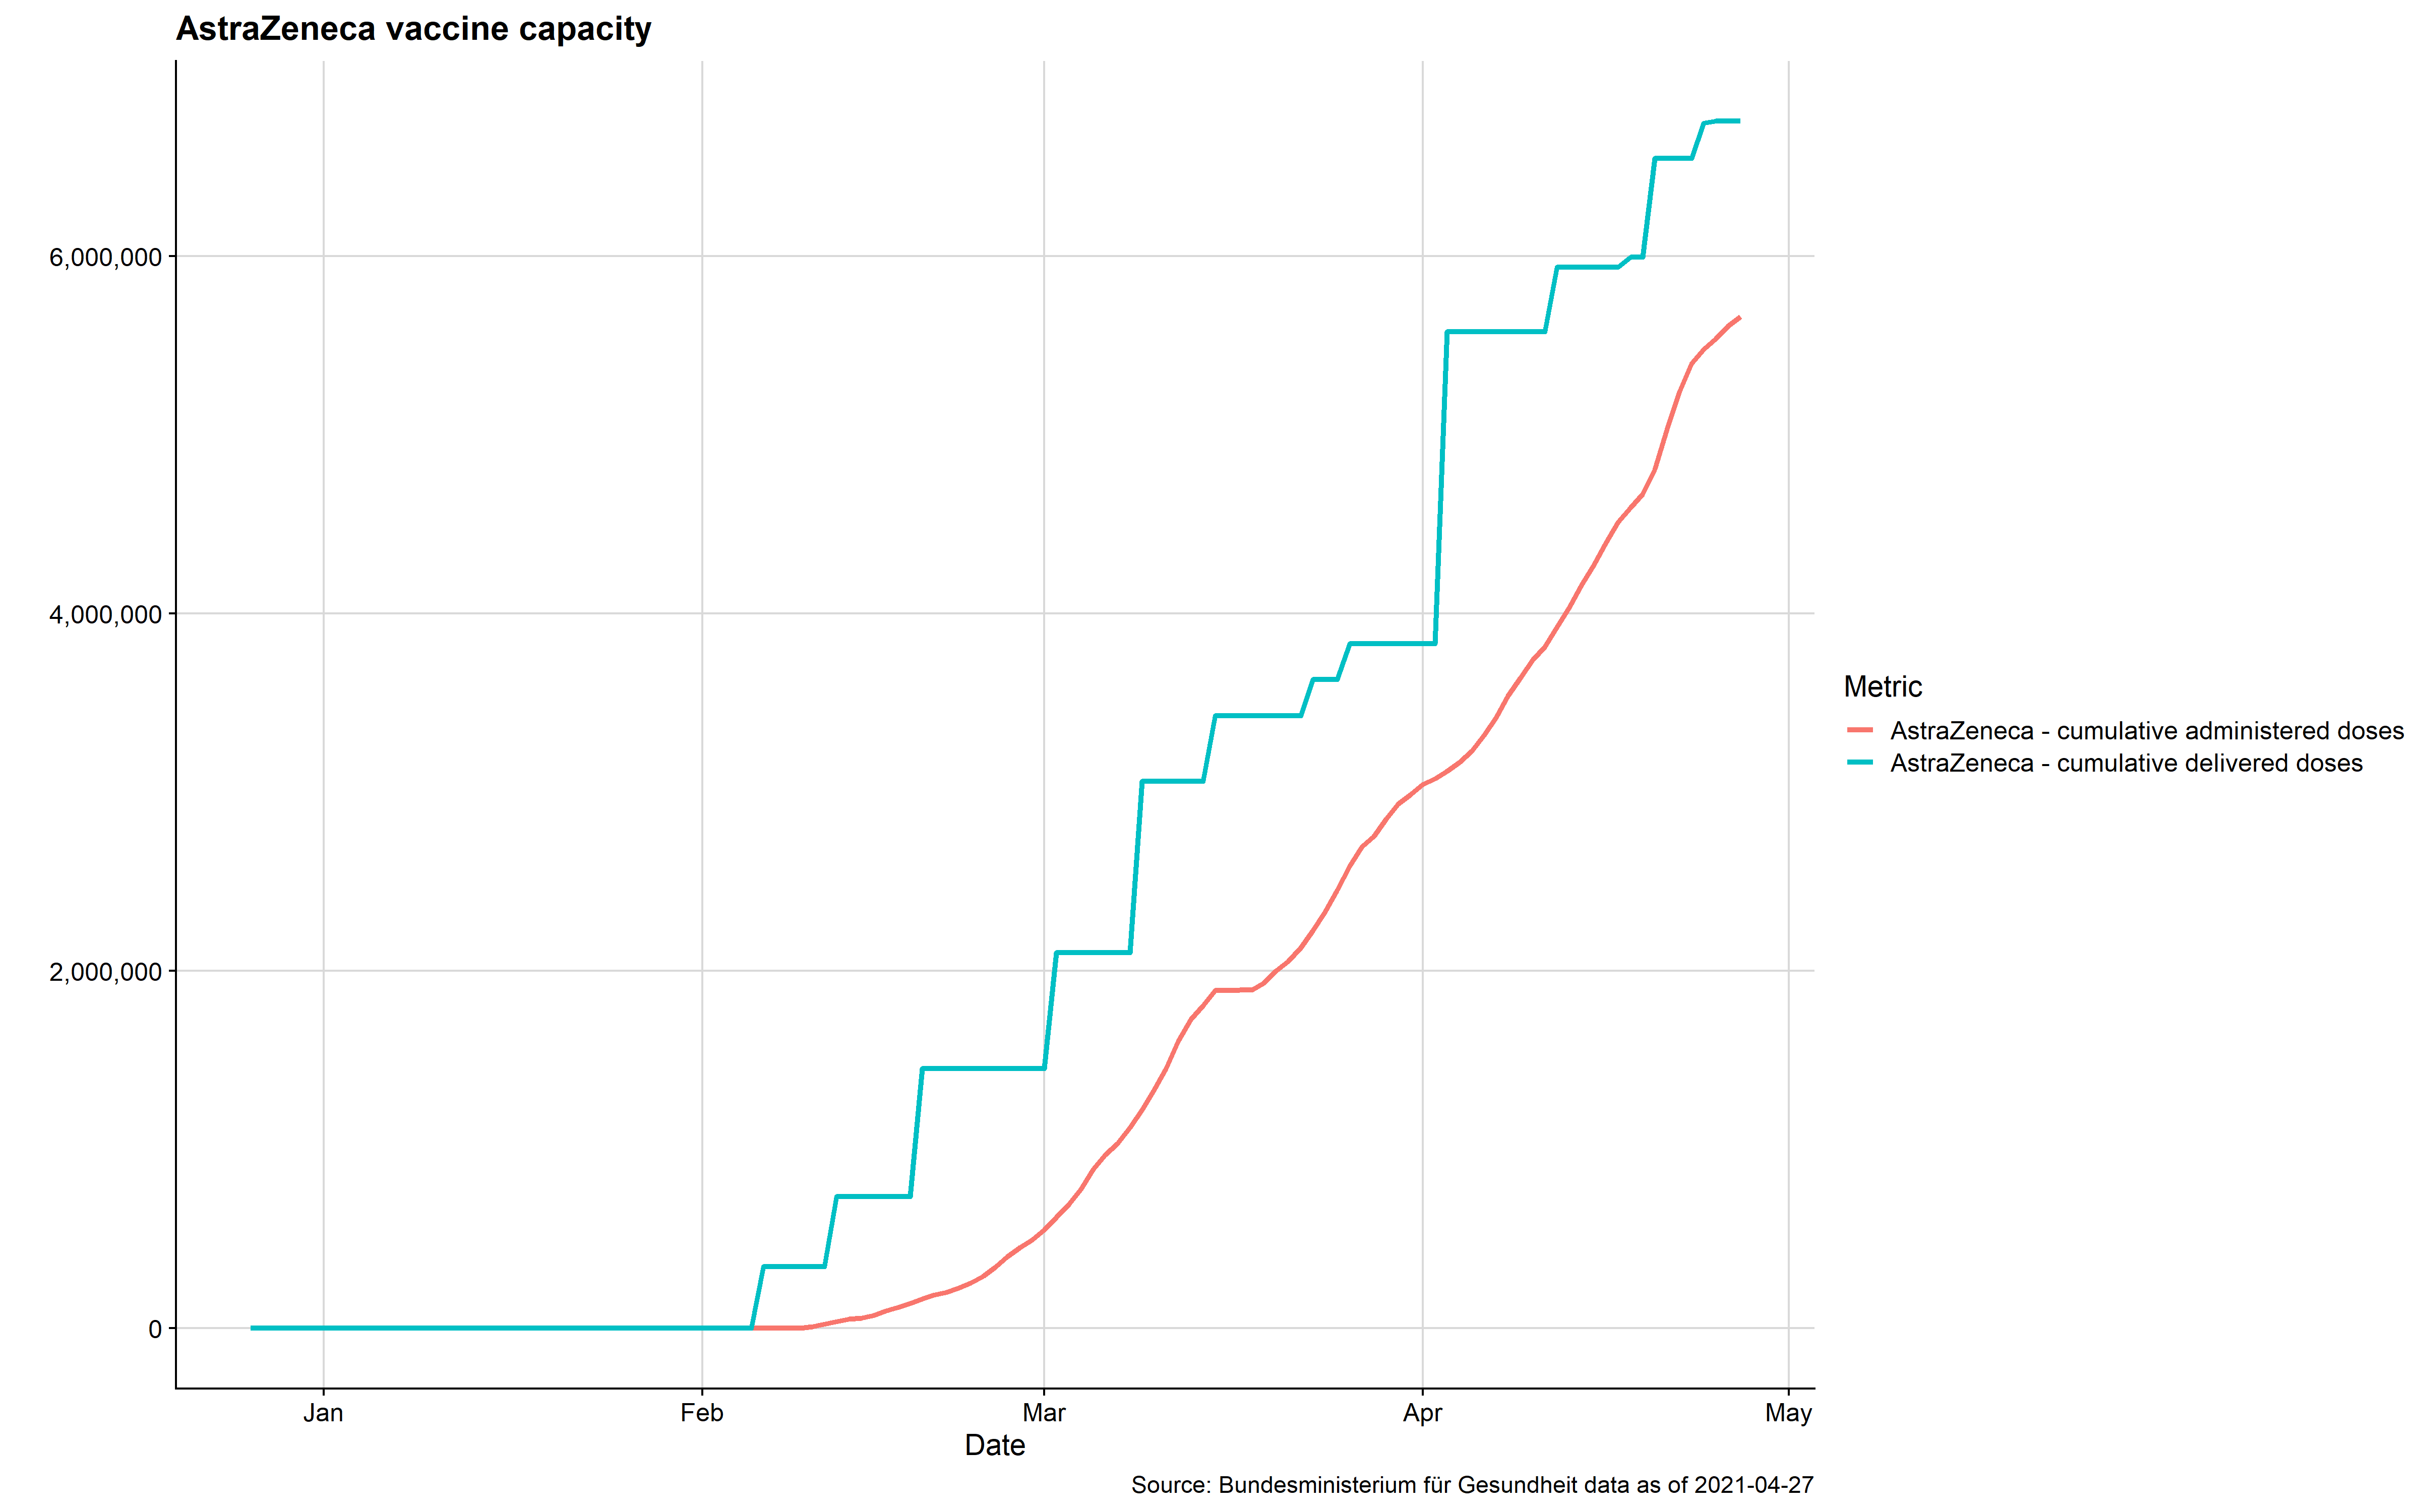 AstraZeneca vaccine capacity
6,000,000
4,000,000
2,000,000
0
Jan Feb Mar Apr May
Date
Metric
AstraZeneca - cumulative administered doses
AstraZeneca - cumulative delivered doses
Source: Bundesministerium für Gesundheit data as of 2021-04-27